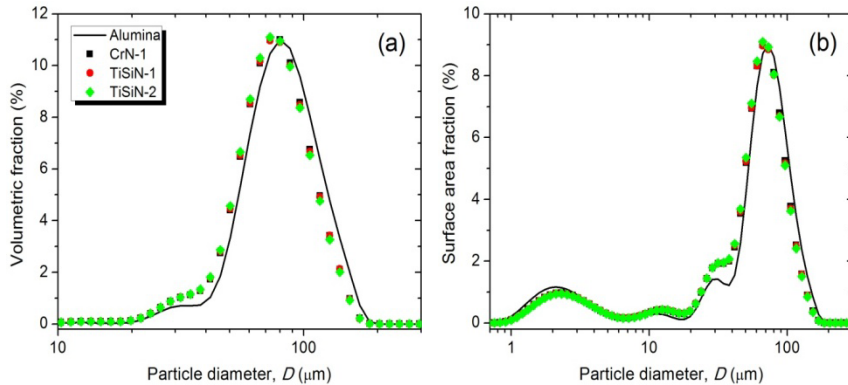 (a)
Alumina
CrN-1
TiSiN-1
TiSiN-2
Volumetric fraction (%)
12
10
8
6
4
2
0
10
100
Particle diameter, D (μm)
(b)
Surface area fraction (%)
10
8
6
4
2
0
1
10
100
Particle diameter, D (μm)